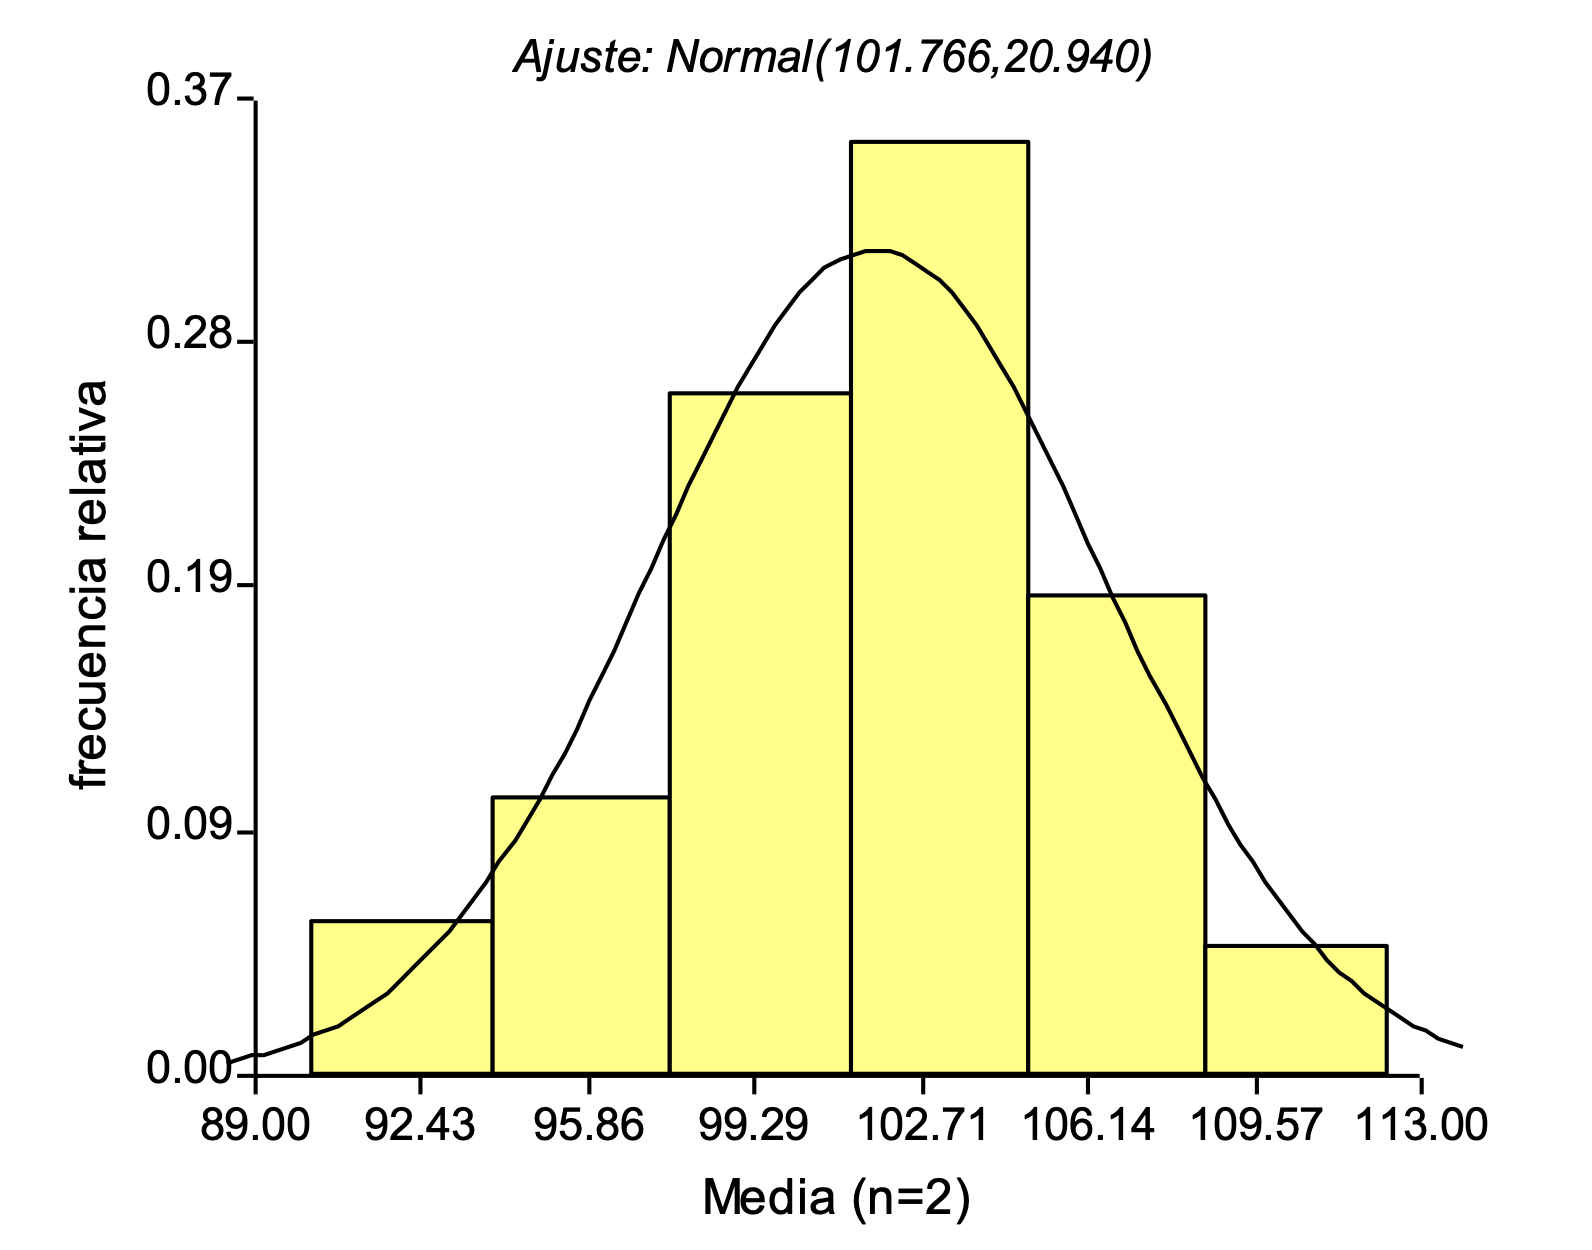 Ajuste: Normal(101.766,20.940)
0.37
0.28
0.19
0.09
0.00
frecuencia relativa
89.00 92.43 95.86 99.29 102.71 106.14 109.57 113.00
Media (n=2)